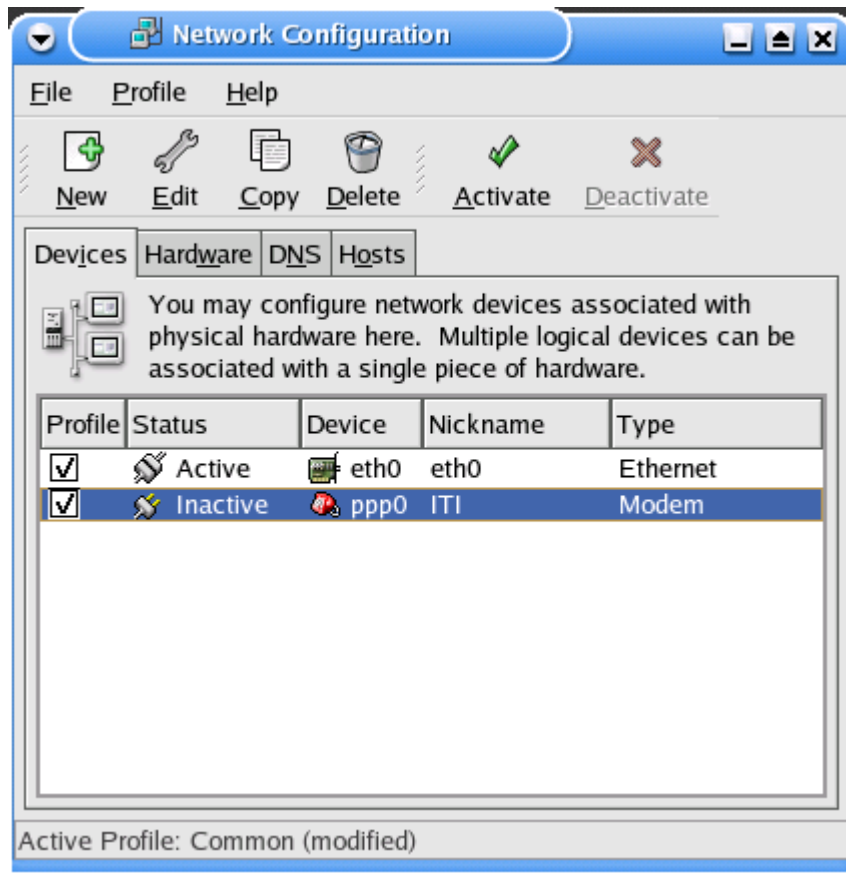 Network Configuration
File Profile Help
New Edit Copy Delete Activate Deactivate
Devices Hardware DNS Hosts
You may configure network devices associated with
physical hardware here. Multiple logical devices can be
associated with a single piece of hardware.
Profile Status Device Nickname Type
Active eth0 eth0 Ethernet
Inactive ppp0 ITI Modem
Active Profile: Common (modified)